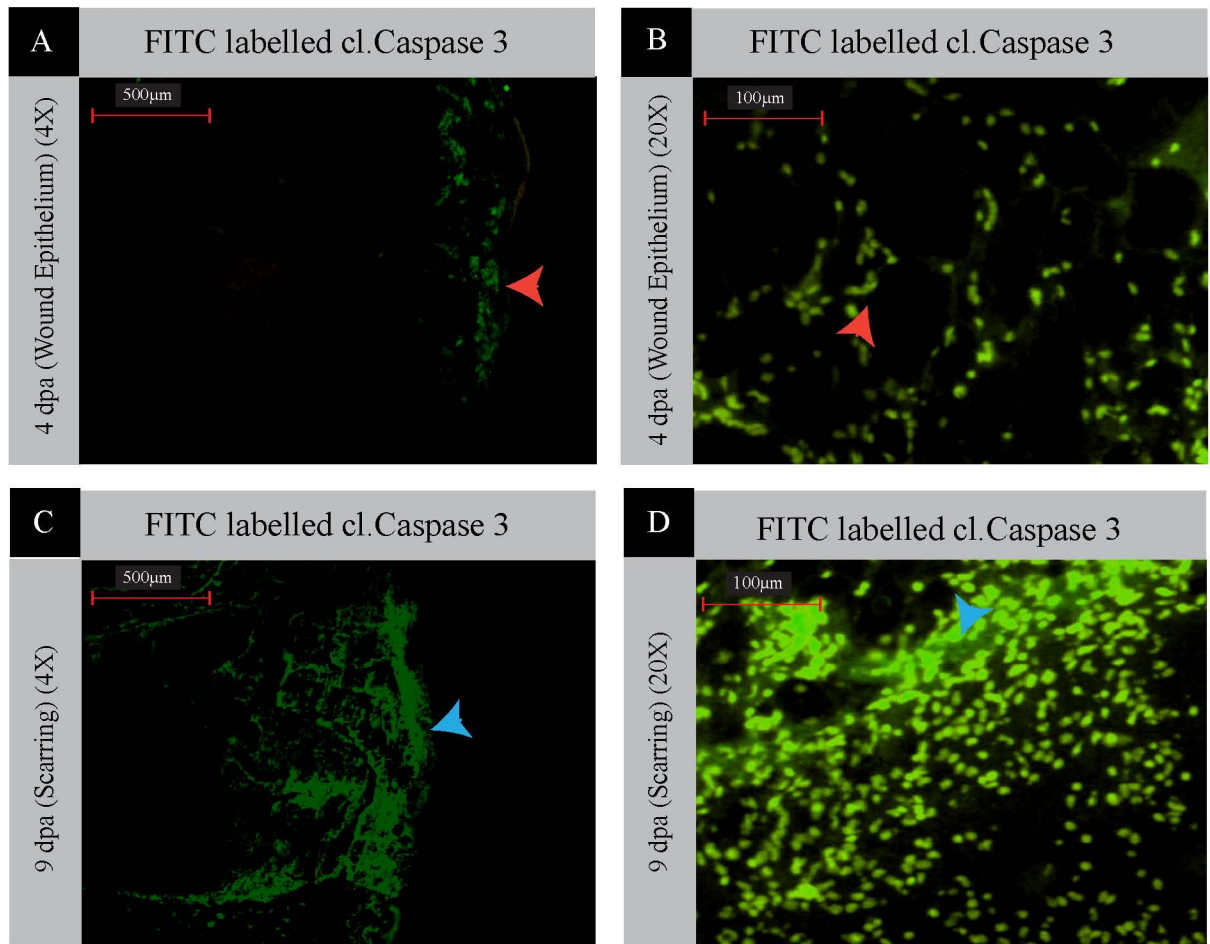 A
FITC labelled cl.Caspase 3
4 dpa (Wound Epithelium) (4X)
500µm
B
FITC labelled cl.Caspase 3
4 dpa (Wound Epithelium) (20X)
100µm
C
FITC labelled cl.Caspase 3
9 dpa (Scarring) (4X)
500µm
D
FITC labelled cl.Caspase 3
9 dpa (Scarring) (20X)
100µm